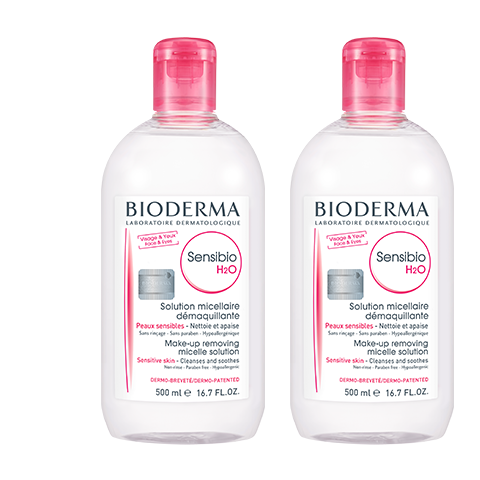 BIODERMA
LABORATOIRE DERMATOLOGIQUE
Visage & Yeux
Face & Eyes
Sensibio
H2O
Solution micellaire
démaquillante
Peaux sensibles - Nettoie et apaise
Sans rinçage - Sans paraben - Hypoallergénique
Make-up removing
micelle solution
Sensitive skin - Cleanses and soothes
Non-rinse - Paraben free - Hypoallergenic
DERMO-BREVETÉ/DERMO-PATENTED
500 ml ℮ 16.7 FL.OZ.
BIODERMA
LABORATOIRE DERMATOLOGIQUE
Visage & Yeux
Face & Eyes
Sensibio
H2O
Solution micellaire
démaquillante
Peaux sensibles - Nettoie et apaise
Sans rinçage - Sans paraben - Hypoallergénique
Make-up removing
micelle solution
Sensitive skin - Cleanses and soothes
Non-rinse - Paraben free - Hypoallergenic
DERMO-BREVETÉ/DERMO-PATENTED
500 ml ℮ 16.7 FL.OZ.